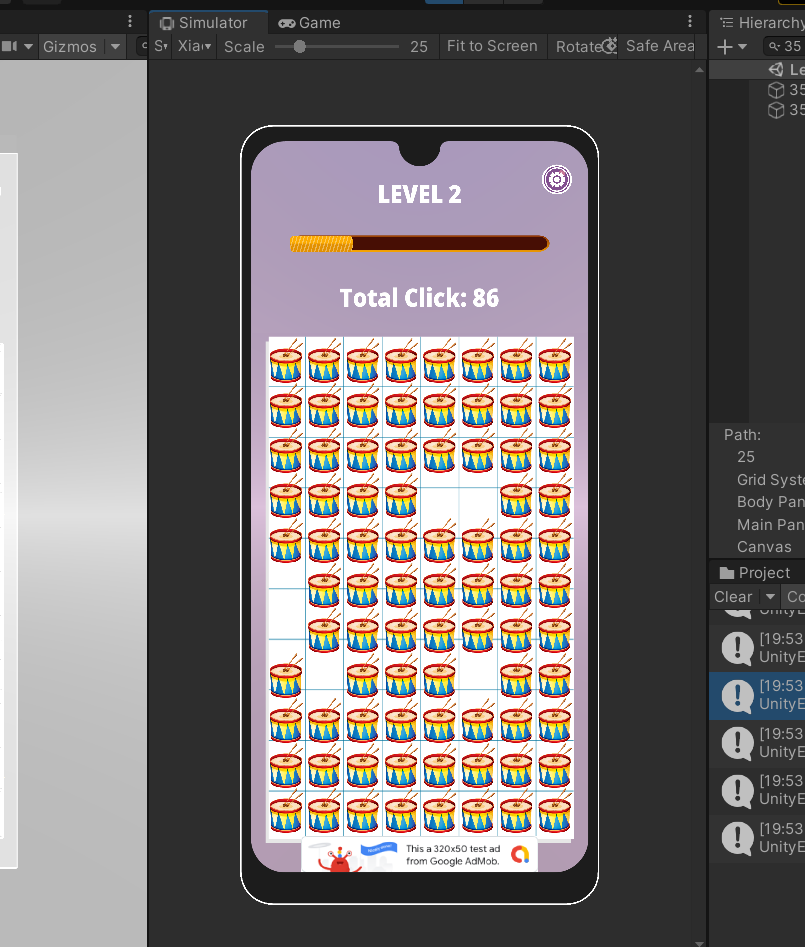 Simulator
Game
Hierarchy
Gizmos
Scale
25
Fit to Screen
Rotate
Safe Area
35
Le
35
35
LEVEL 2
Total Click: 86
Path:
25
Grid Syste
Body Pan
Main Pan
Canvas
Project
Clear
Co
UnityE
[19:53
UnityE
[19:53
UnityE
[19:53
UnityE
[19:53
UnityE
[19:53
UnityE
This a 320x50 test ad
from Google AdMob.